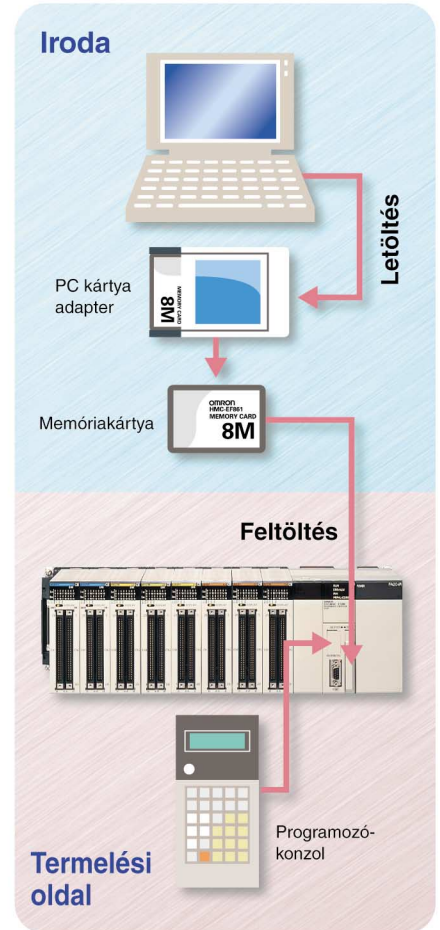 Iroda
Letöltés
PC kártya
adapter
MEMORY CARD
8M
Memóriakártya
OMRON
HMC-EF861
MEMORY CARD
8M
Feltöltés
Programozó-
konzol
Termelési
oldal